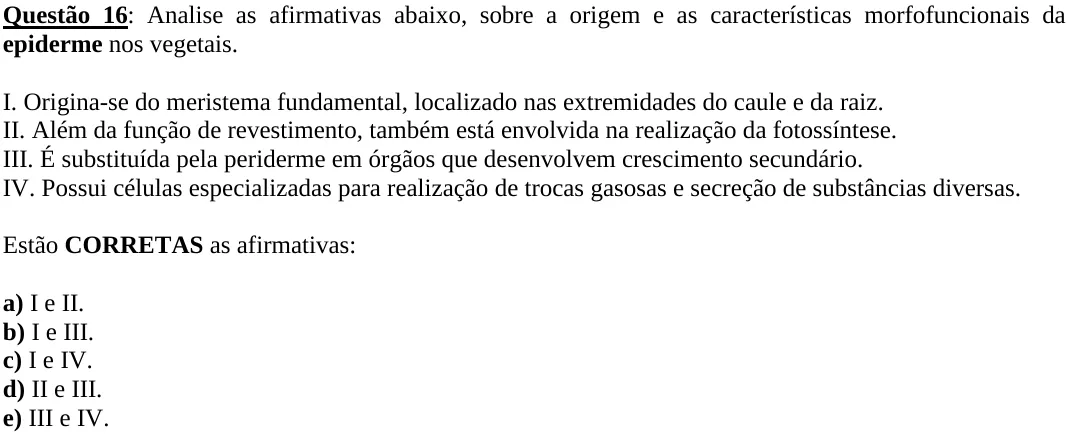 Questão 16: Analise as afirmativas abaixo, sobre a origem e as características morfofuncionais da
epiderme nos vegetais.
I. Origina-se do meristema fundamental, localizado nas extremidades do caule e da raiz.
II. Além da função de revestimento, também está envolvida na realização da fotossíntese.
III. É substituída pela periderme em órgãos que desenvolvem crescimento secundário.
IV. Possui células especializadas para realização de trocas gasosas e secreção de substâncias diversas.
Estão CORRETAS as afirmativas:
a) I e II.
b) I e III.
c) I e IV.
d) II e III.
e) III e IV.